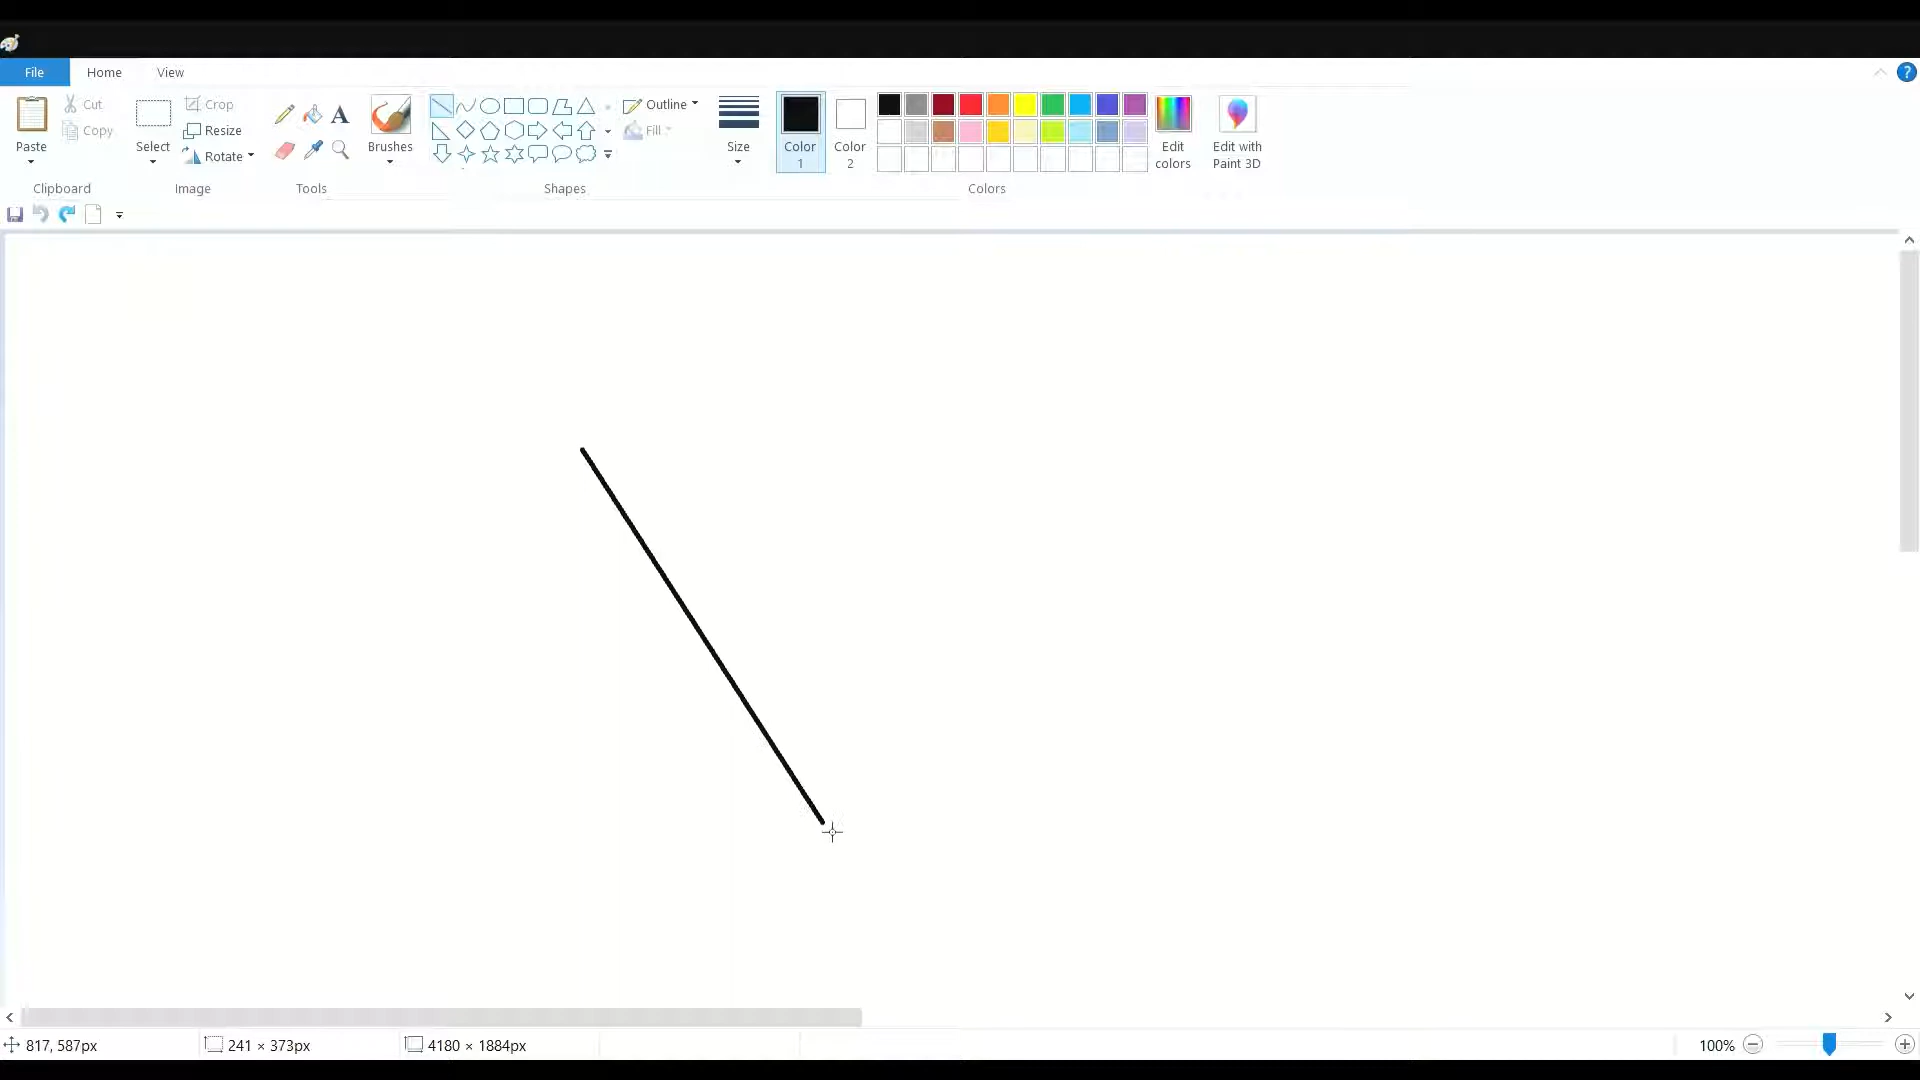 File Home View ?
Paste Cut Copy Select Crop Resize Rotate A Brushes Outline Fill Size Color 1 Color 2 Edit colors Edit with Paint 3D
Clipboard Image Tools Shapes Colors
817, 587px 241 × 373px 4180 × 1884px 100%